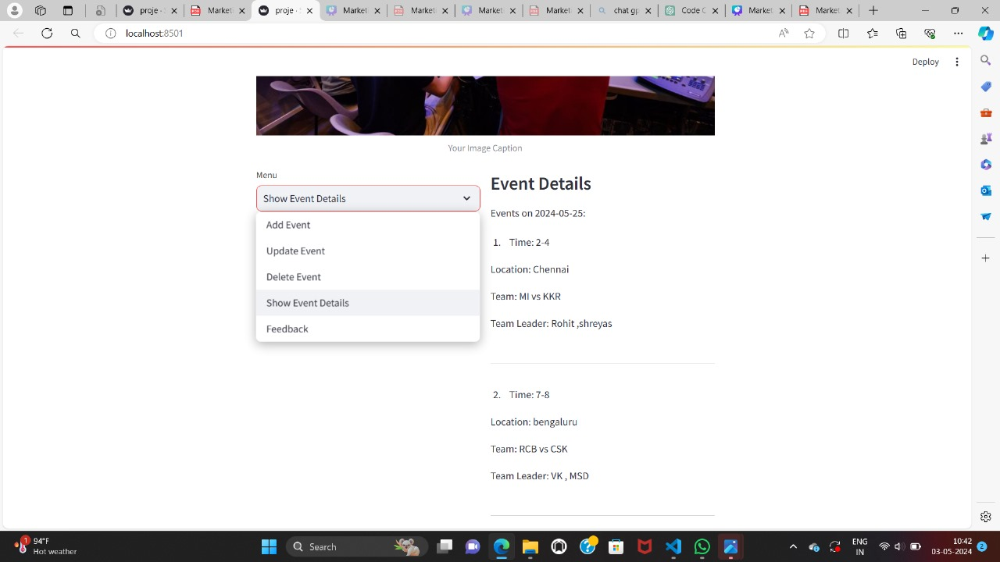 proje
Market
proje
Market
Market
Market
Market
chat gp
Code C
Market
Market
localhost:8501
Deploy
Your Image Caption
Menu
Show Event Details
Add Event
Update Event
Delete Event
Show Event Details
Feedback
Event Details
Events on 2024-05-25:
1. Time: 2-4
Location: Chennai
Team: MI vs KKR
Team Leader: Rohit ,shreyas
2. Time: 7-8
Location: bengaluru
Team: RCB vs CSK
Team Leader: VK , MSD
1
94°F
Hot weather
Search
ENG
IN
10:42
03-05-2024
2